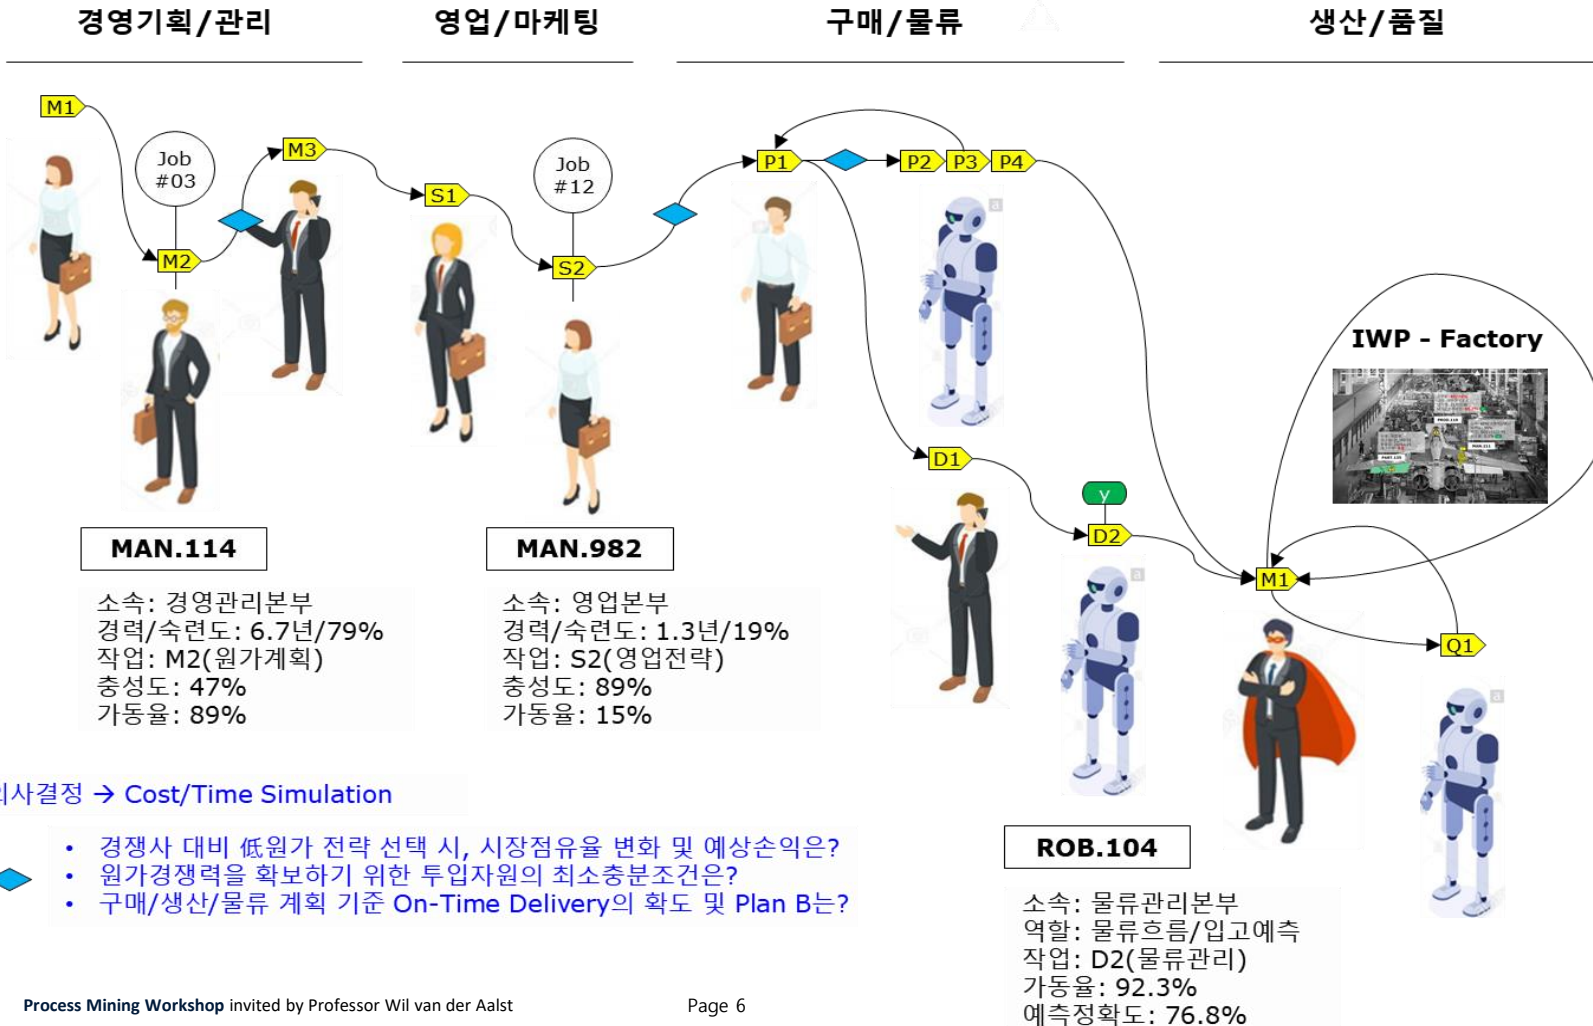 경영기획/관리
영업/마케팅
구매/물류
생산/품질
M1
Job
#03
M3
M2
S1
Job
#12
S2
P1
P2
P3
P4
D1
y
D2
IWP - Factory
M1
Q1
MAN.114
소속: 경영관리본부
경력/숙련도: 6.7년/79%
작업: M2(원가계획)
충성도: 47%
가동율: 89%
MAN.982
소속: 영업본부
경력/숙련도: 1.3년/19%
작업: S2(영업전략)
충성도: 89%
가동율: 15%
의사결정 → Cost/Time Simulation
• 경쟁사 대비 低원가 전략 선택 시, 시장점유율 변화 및 예상손익은?
• 원가경쟁력을 확보하기 위한 투입자원의 최소충분조건은?
• 구매/생산/물류 계획 기준 On-Time Delivery의 확도 및 Plan B는?
ROB.104
소속: 물류관리본부
역할: 물류흐름/입고예측
작업: D2(물류관리)
가동율: 92.3%
예측정확도: 76.8%
Process Mining Workshop invited by Professor Wil van der Aalst
Page 6